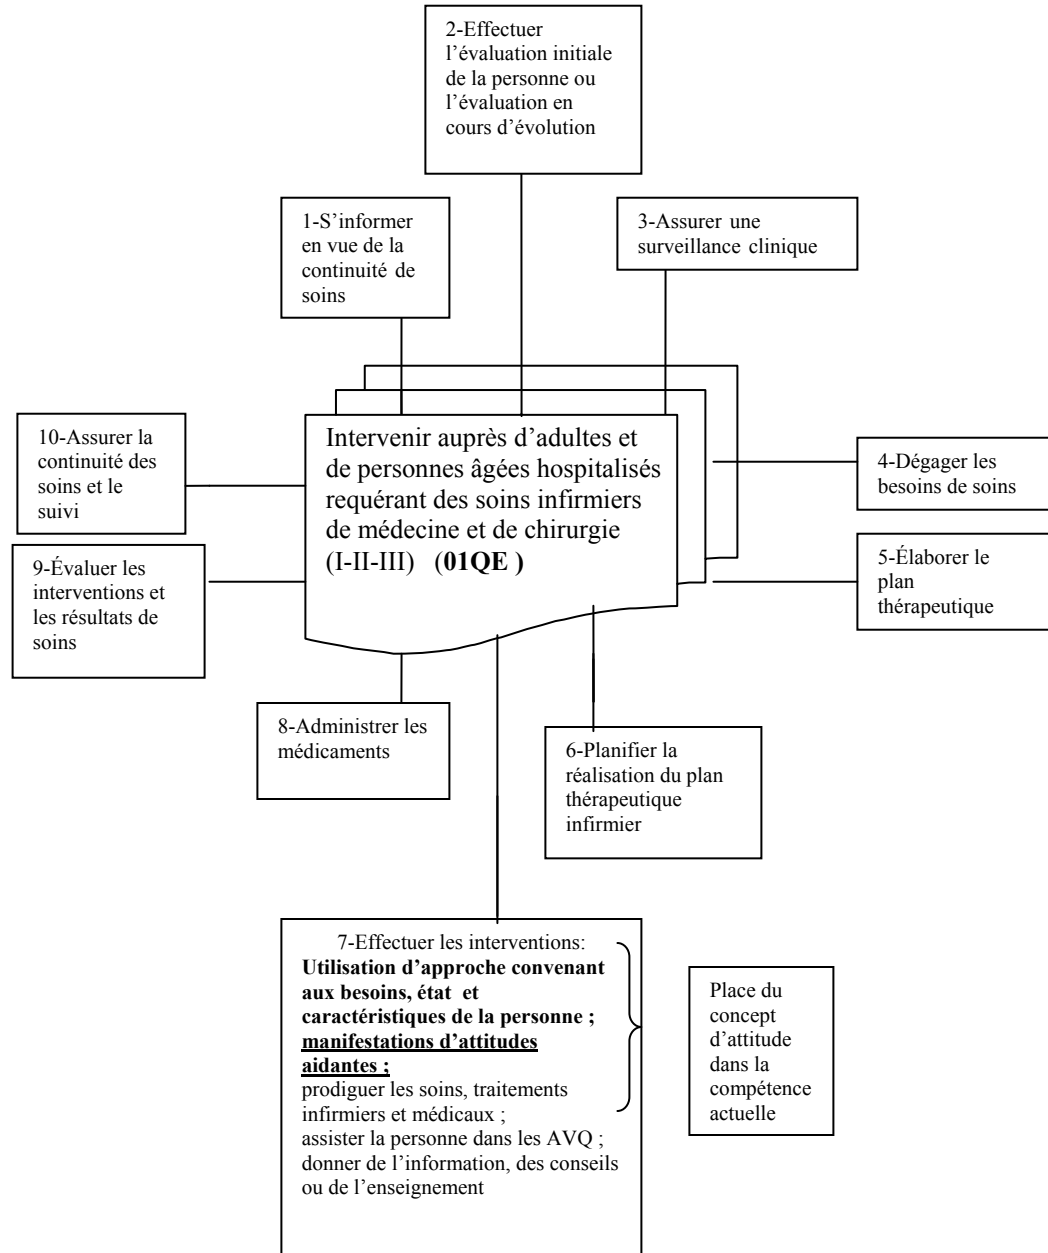 2-Effectuer
l’évaluation initiale
de la personne ou
l’évaluation en
cours d’évolution
1-S’informer
en vue de la
continuité de
soins
3-Assurer une
surveillance clinique
Intervenir auprès d’adultes et
de personnes âgées hospitalisés
requérant des soins infirmiers
de médecine et de chirurgie
(I-II-III) (01QE )
10-Assurer la
continuité des
soins et le
suivi
4-Dégager les
besoins de soins
9-Évaluer les
interventions et
les résultats de
soins
5-Élaborer le
plan
thérapeutique
8-Administrer les
médicaments
6-Planifier la
réalisation du plan
thérapeutique
infirmier
7-Effectuer les interventions:
Utilisation d’approche convenant
aux besoins, état et
caractéristiques de la personne ;
manifestations d’attitudes
aidantes ;
prodiguer les soins, traitements
infirmiers et médicaux ;
assister la personne dans les AVQ ;
donner de l’information, des conseils
ou de l’enseignement
Place du
concept
d’attitude
dans la
compétence
actuelle